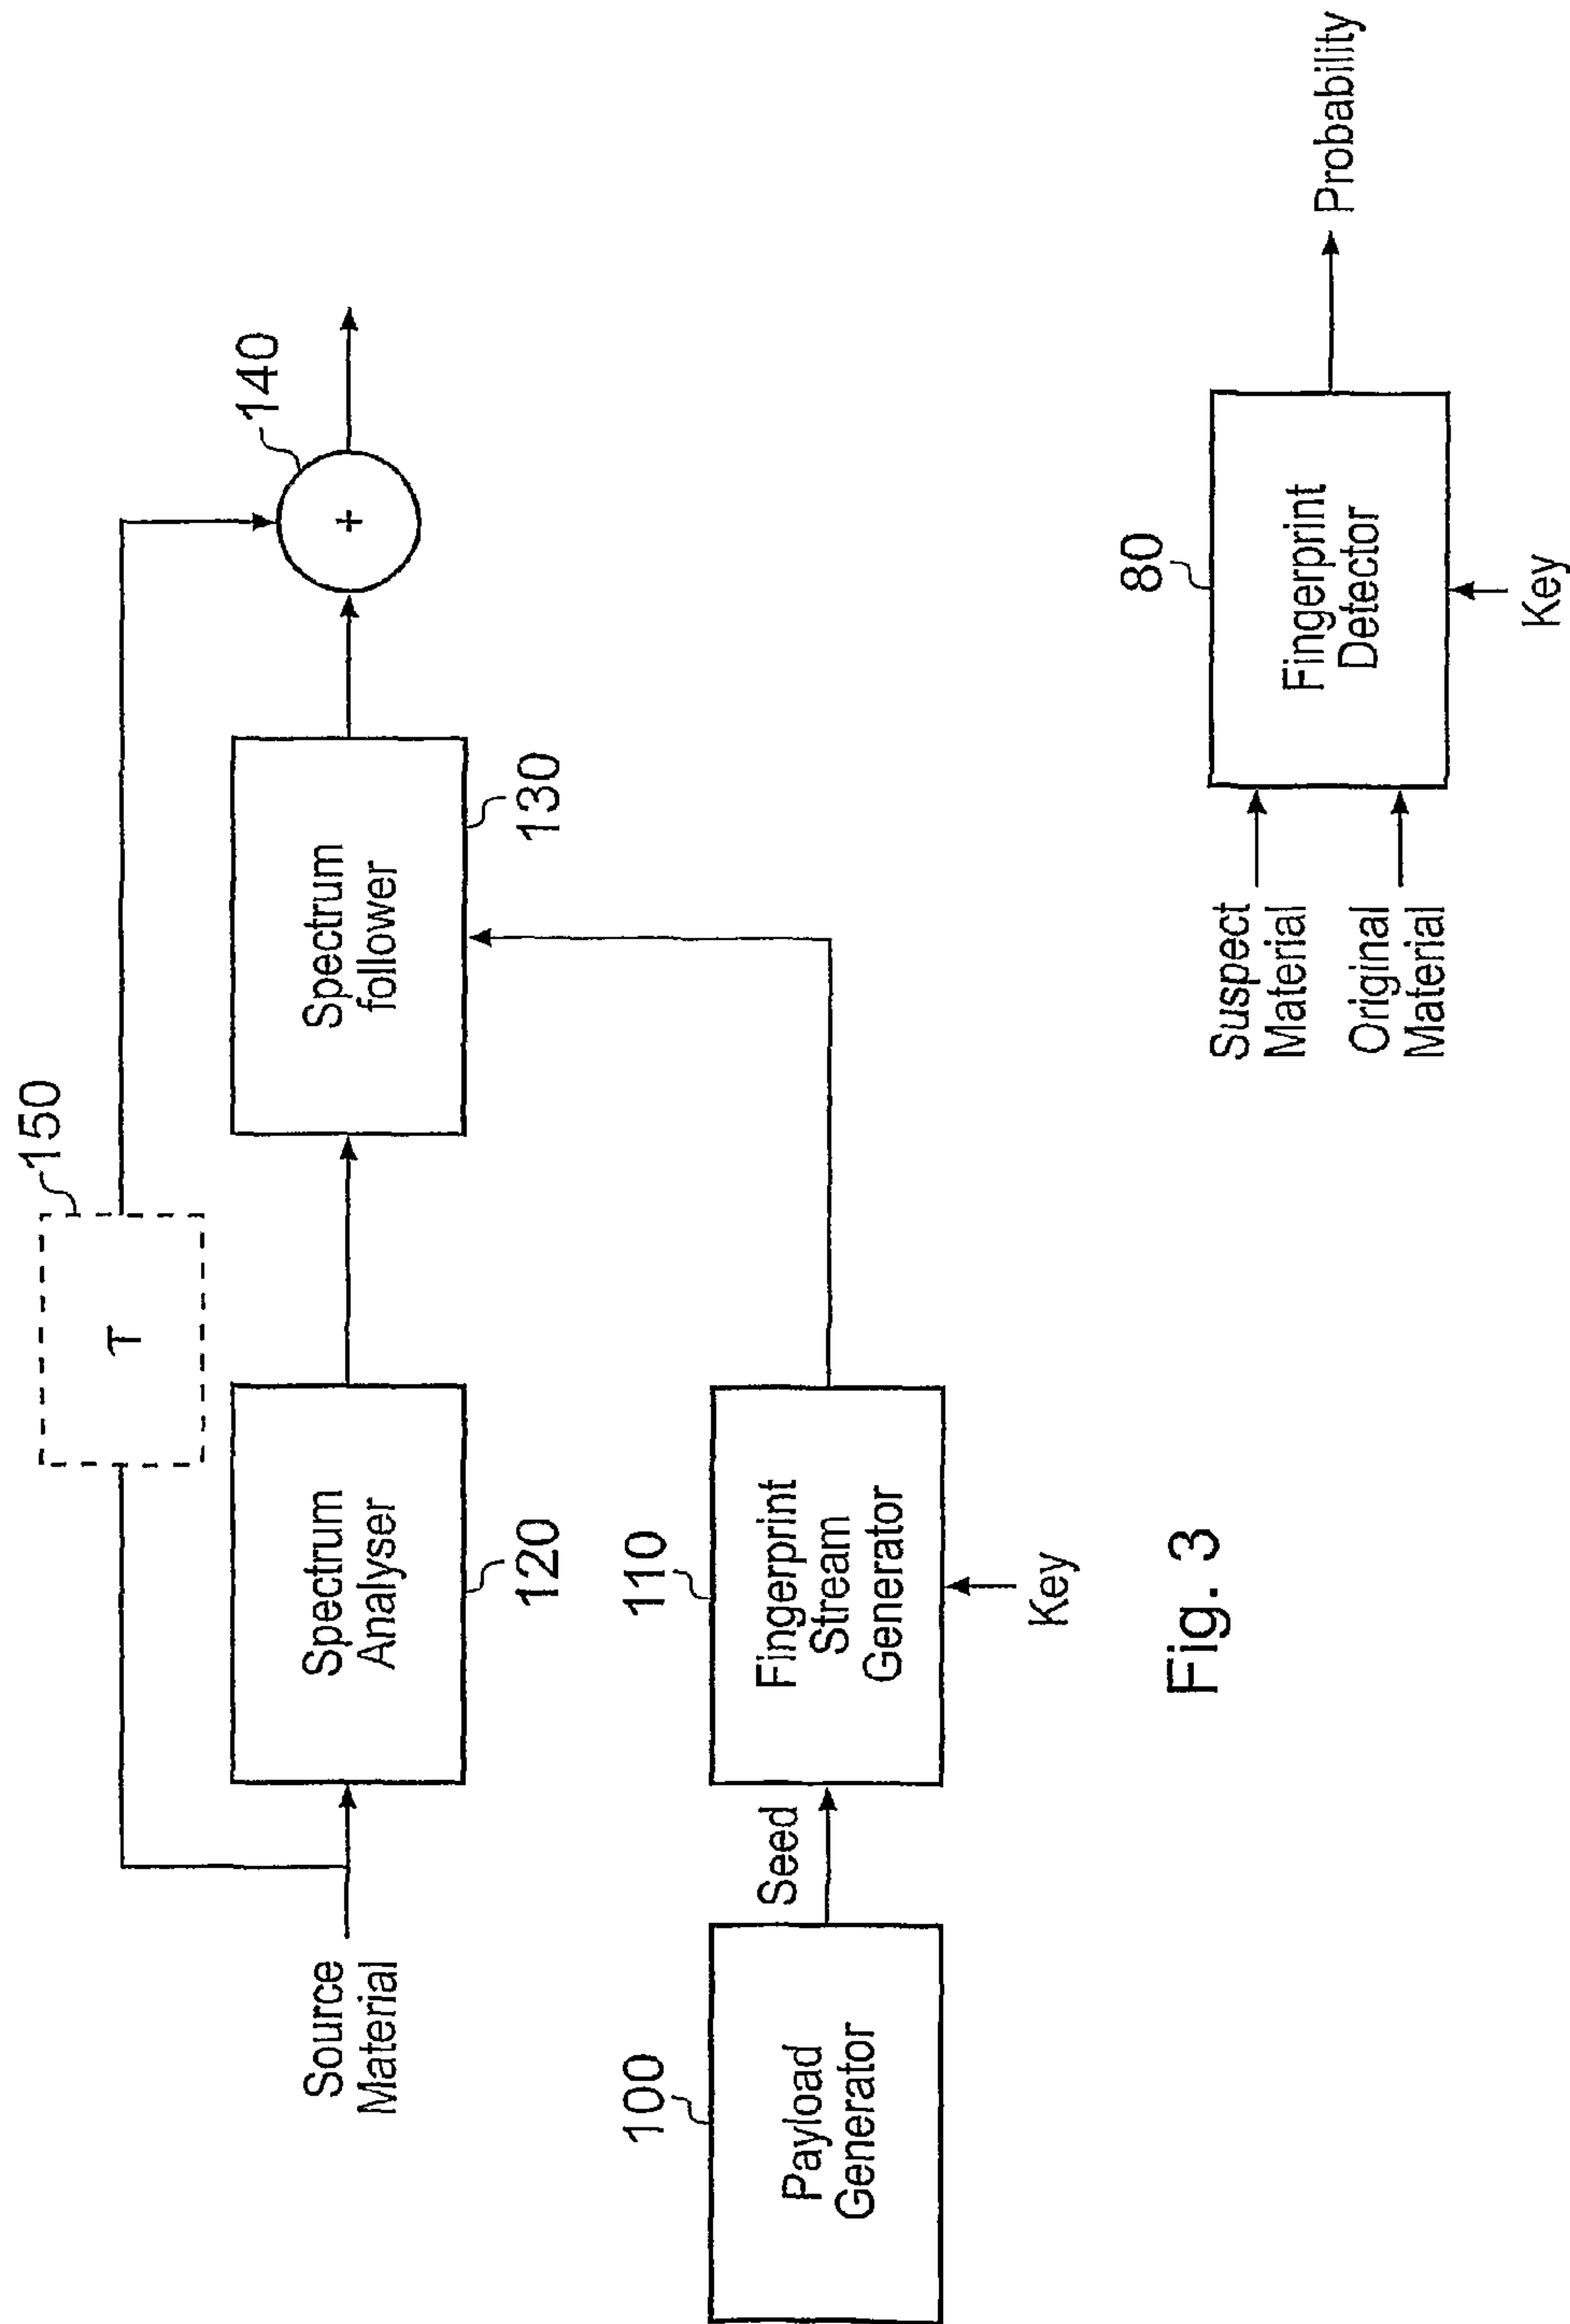 150
T
140
Source
Material
Spectrum
Analyser
120
Spectrum
follower
130
+
100
Payload
Generator
Seed
110
Fingerprint
Stream
Generator
Key
80
Suspect
Material
Original
Material
Fingerprint
Detector
Key
Probability
Fig. 3